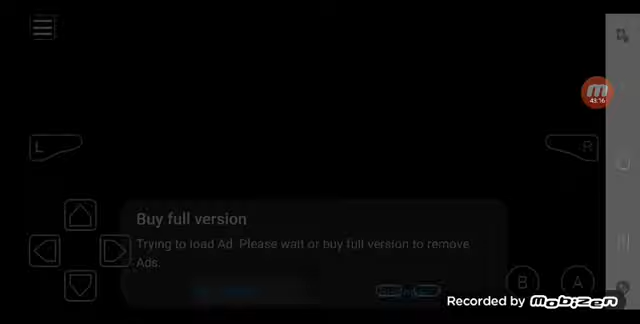 43:16
L
R
Buy full version
Trying to load Ad. Please wait or buy full version to remove
Ads.
B
A
Recorded by Mobizen